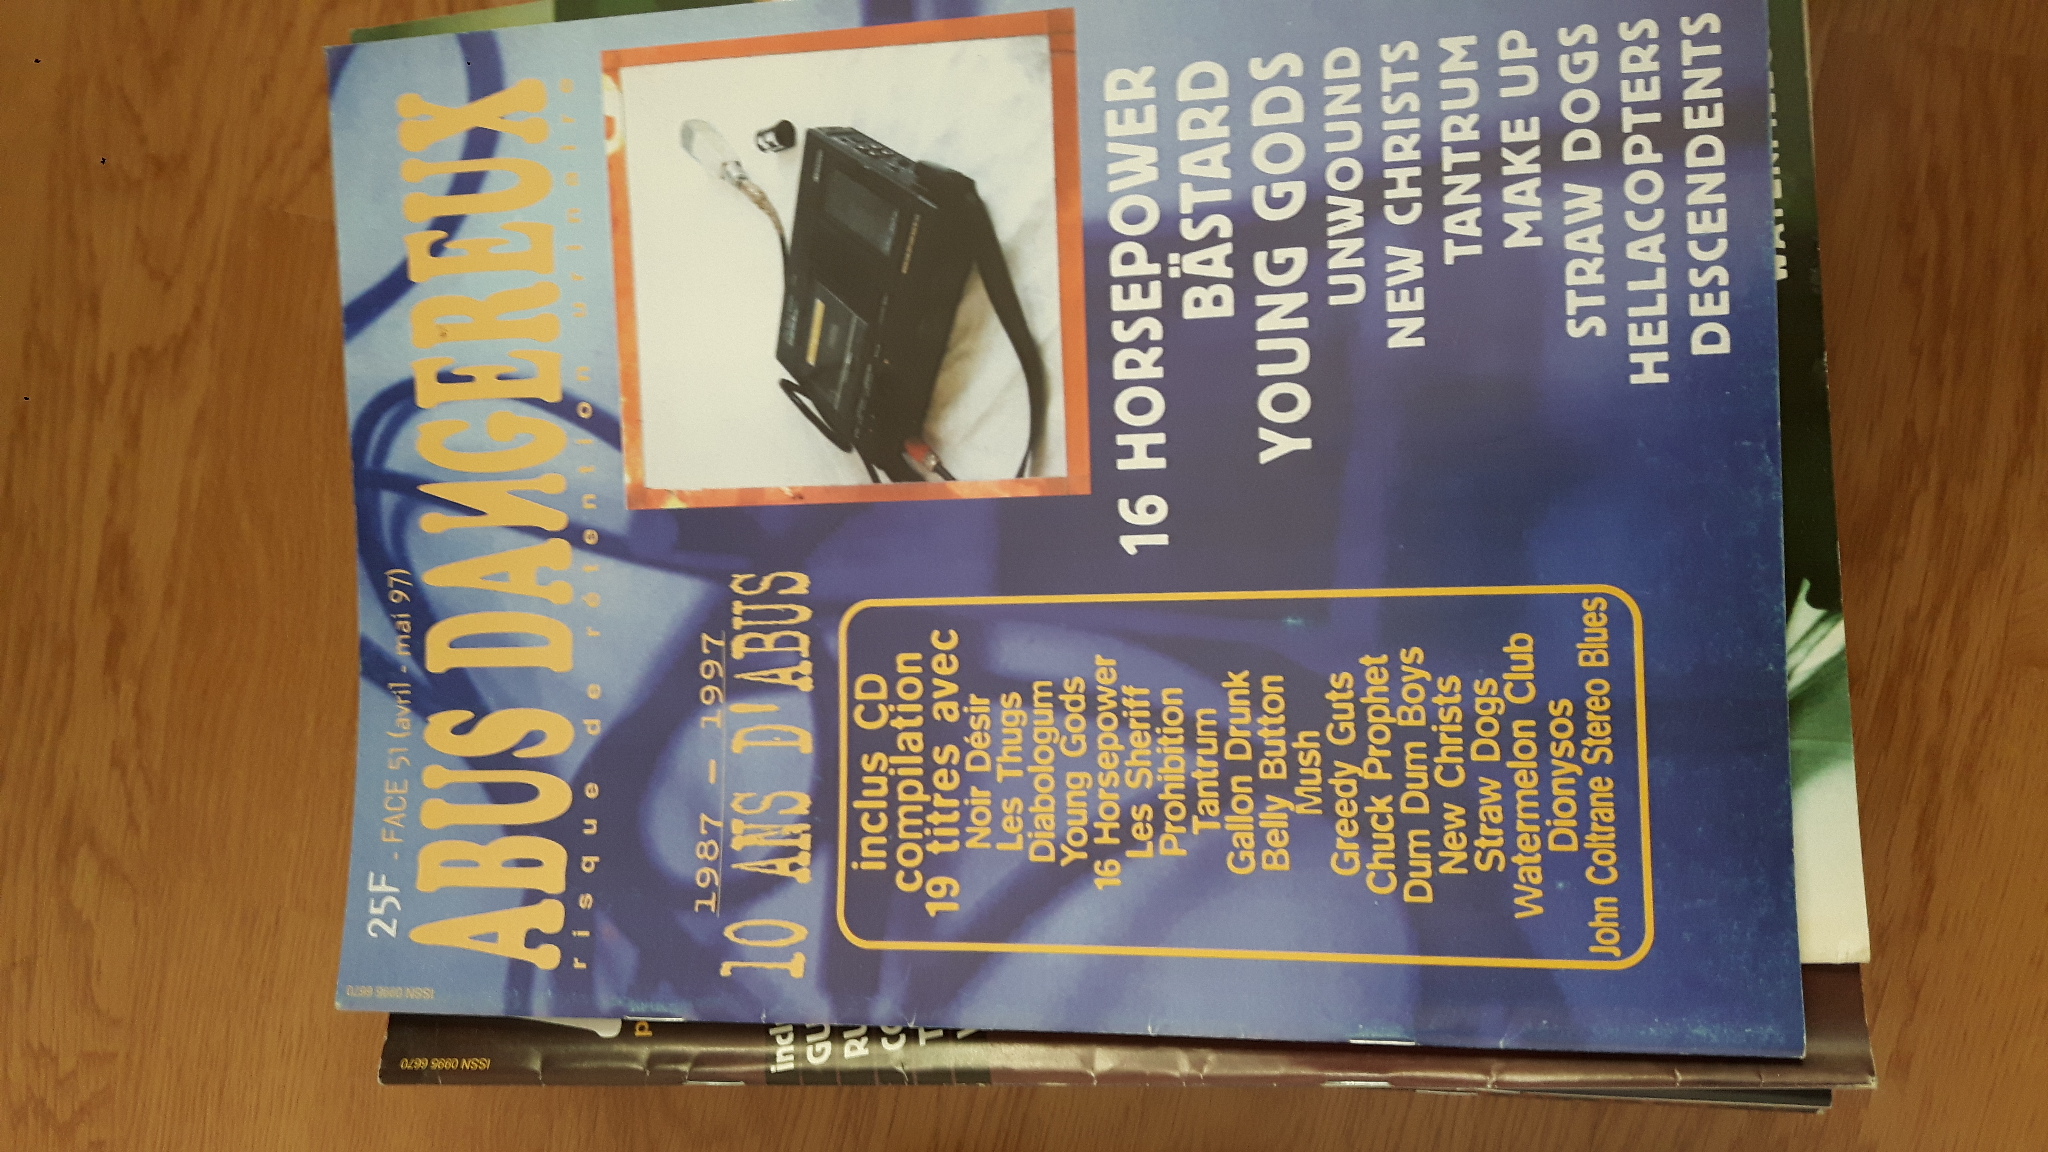 25F - FACE 51 (avril - mai 97)
ABUS DANGEREUX
risque de rétention urinaire
1987 - 1997
10 ANS D'ABUS
inclus CD
compilation
19 titres avec
Noir Désir
Les Thugs
Diabologum
Young Gods
16 Horsepower
Les Sheriff
Prohibition
Tantrum
Gallon Drunk
Belly Button
Mush
Greedy Guts
Chuck Prophet
Dum Dum Boys
New Christs
Straw Dogs
Watermelon Club
Dionysos
John Coltrane Stereo Blues
16 HORSEPOWER
BÄSTARD
YOUNG GODS
UNWOUND
NEW CHRISTS
TANTRUM
MAKE UP
STRAW DOGS
HELLACOPTERS
DESCENDENTS
ISSN 0995 6670
ISSN 0995 6670